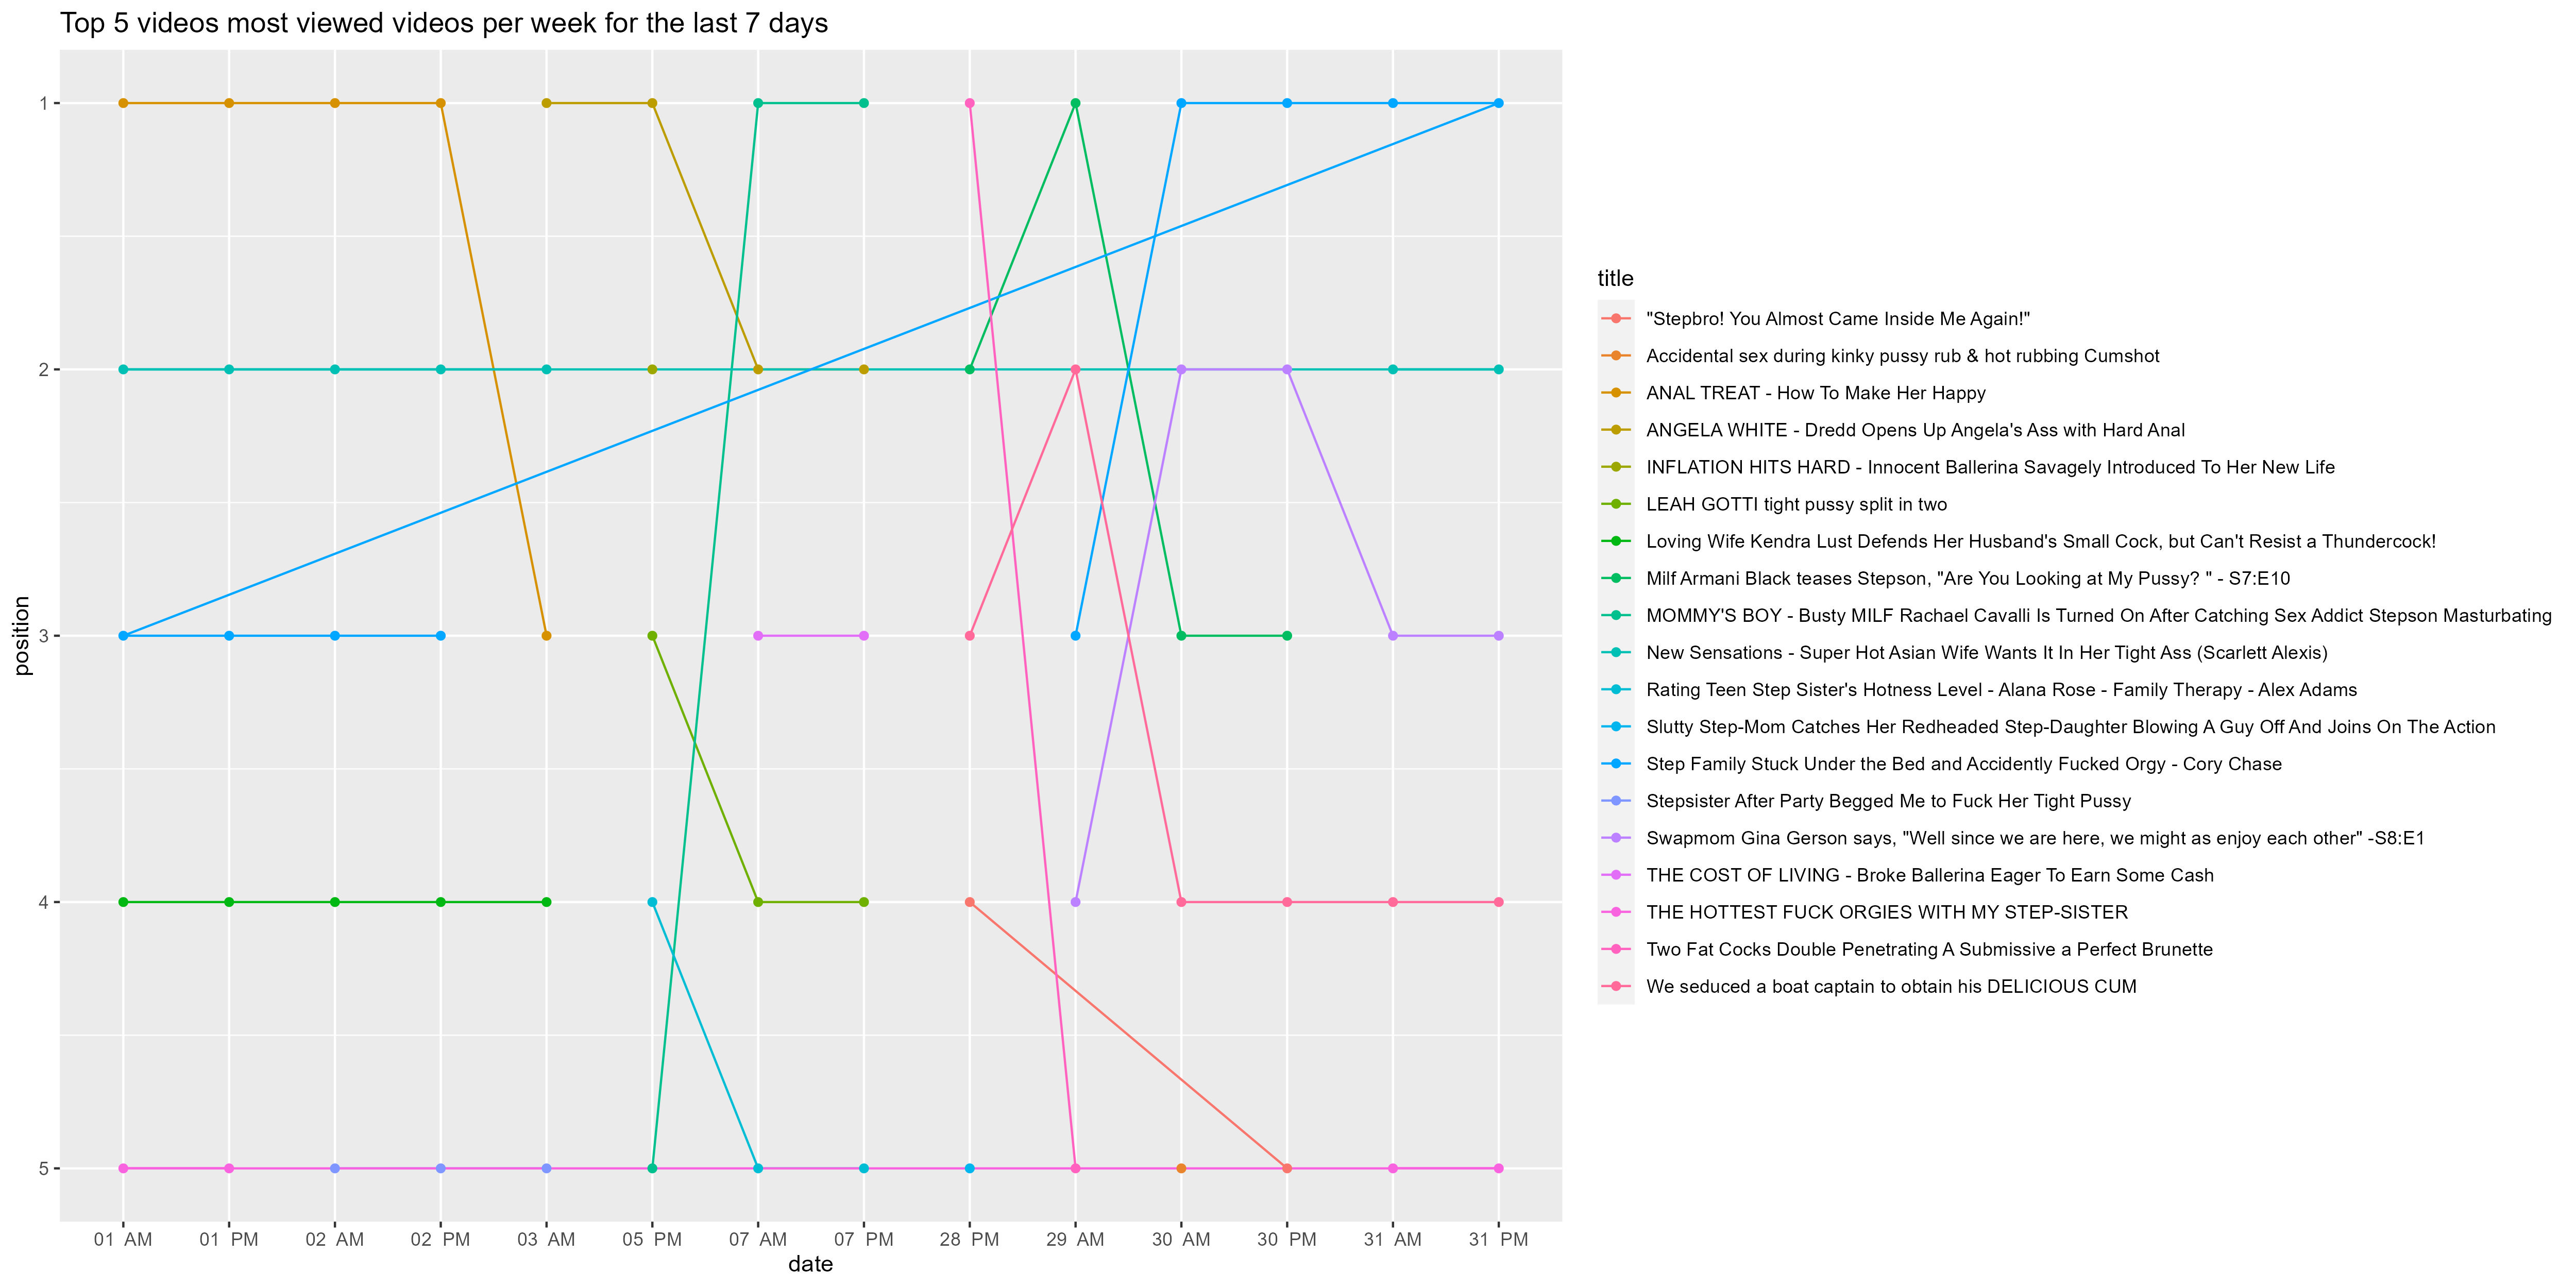 Top 5 videos most viewed videos per week for the last 7 days
position
1
2
3
4
5
01 AM 01 PM 02 AM 02 PM 03 AM 05 PM 07 AM 07 PM 28 PM 29 AM 30 AM 30 PM 31 AM 31 PM
date
title
"Stepbro! You Almost Came Inside Me Again!"
Accidental sex during kinky pussy rub & hot rubbing Cumshot
ANAL TREAT - How To Make Her Happy
ANGELA WHITE - Dredd Opens Up Angela's Ass with Hard Anal
INFLATION HITS HARD - Innocent Ballerina Savagely Introduced To Her New Life
LEAH GOTTI tight pussy split in two
Loving Wife Kendra Lust Defends Her Husband's Small Cock, but Can't Resist a Thundercock!
Milf Armani Black teases Stepson, "Are You Looking at My Pussy? " - S7:E10
MOMMY'S BOY - Busty MILF Rachael Cavalli Is Turned On After Catching Sex Addict Stepson Masturbating
New Sensations - Super Hot Asian Wife Wants It In Her Tight Ass (Scarlett Alexis)
Rating Teen Step Sister's Hotness Level - Alana Rose - Family Therapy - Alex Adams
Slutty Step-Mom Catches Her Redheaded Step-Daughter Blowing A Guy Off And Joins On The Action
Step Family Stuck Under the Bed and Accidently Fucked Orgy - Cory Chase
Stepsister After Party Begged Me to Fuck Her Tight Pussy
Swapmom Gina Gerson says, "Well since we are here, we might as enjoy each other" -S8:E1
THE COST OF LIVING - Broke Ballerina Eager To Earn Some Cash
THE HOTTEST FUCK ORGIES WITH MY STEP-SISTER
Two Fat Cocks Double Penetrating A Submissive a Perfect Brunette
We seduced a boat captain to obtain his DELICIOUS CUM